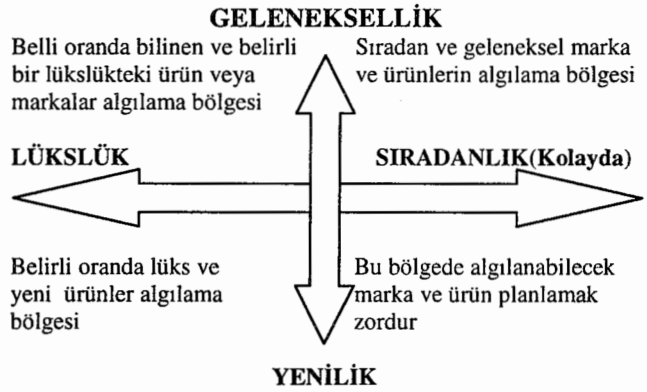 GELENEKSELLİK
Belli oranda bilinen ve belirli
bir lükslükteki ürün veya
markalar algılama bölgesi
Sıradan ve geleneksel marka
ve ürünlerin algılama bölgesi
LÜKSLÜK
SIRADANLIK(Kolayda)
Belirli oranda lüks ve
yeni ürünler algılama
bölgesi
Bu bölgede algılanabilecek
marka ve ürün planlamak
zordur
YENİLİK